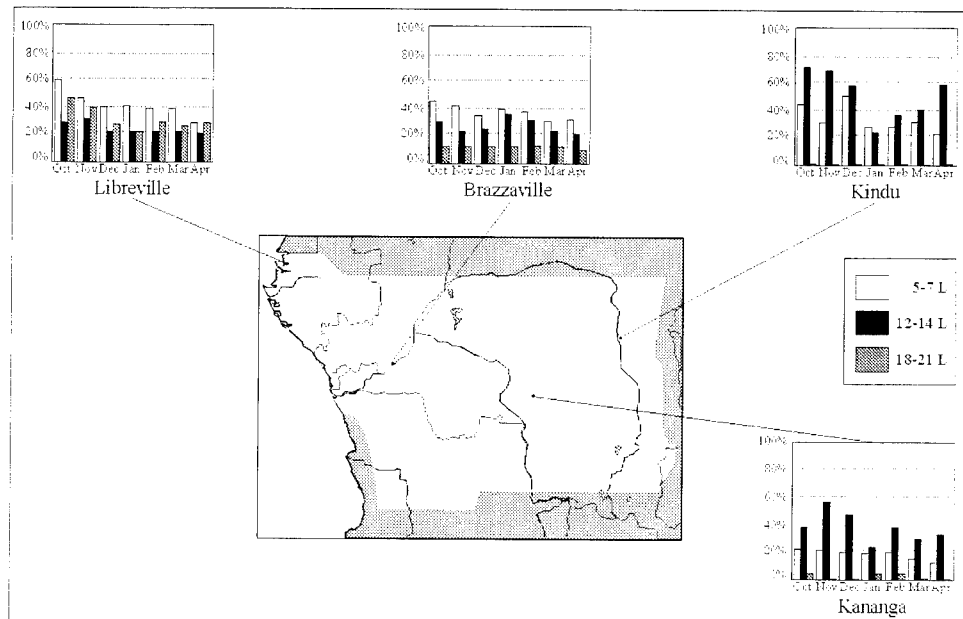 100%
80%
60%
40%
20%
0%
Oct Nov Dec Jan Feb Mar Apr
Libreville
100%
80%
60%
40%
20%
0%
Oct Nov Dec Jan Feb Mar Apr
Brazzaville
100%
80%
60%
40%
20%
0%
Oct Nov Dec Jan Feb Mar Apr
Kindu
5-7 L
12-14 L
18-21 L
100%
80%
60%
40%
20%
0%
Oct Nov Dec Jan Feb Mar Apr
Kananga